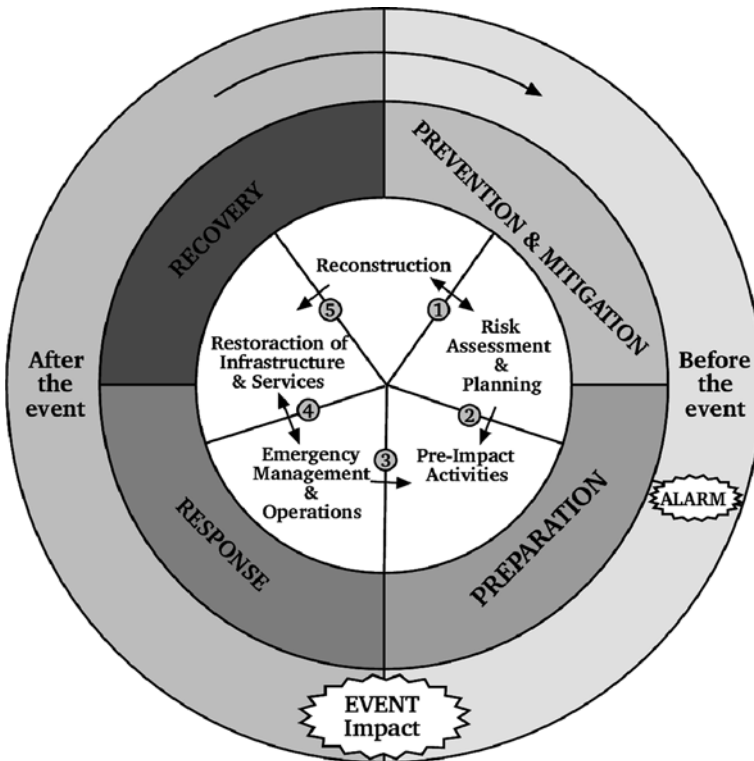 RECOVERY
PREVENTION & MITIGATION
Reconstruction
5
1
Restoraction of
Infrastructure
& Services
Risk
Assessment
&
Planning
After
the
event
Before
the
event
4
2
Emergency
Management
&
Operations
3
Pre-Impact
Activities
ALARM
RESPONSE
PREPARATION
EVENT
Impact